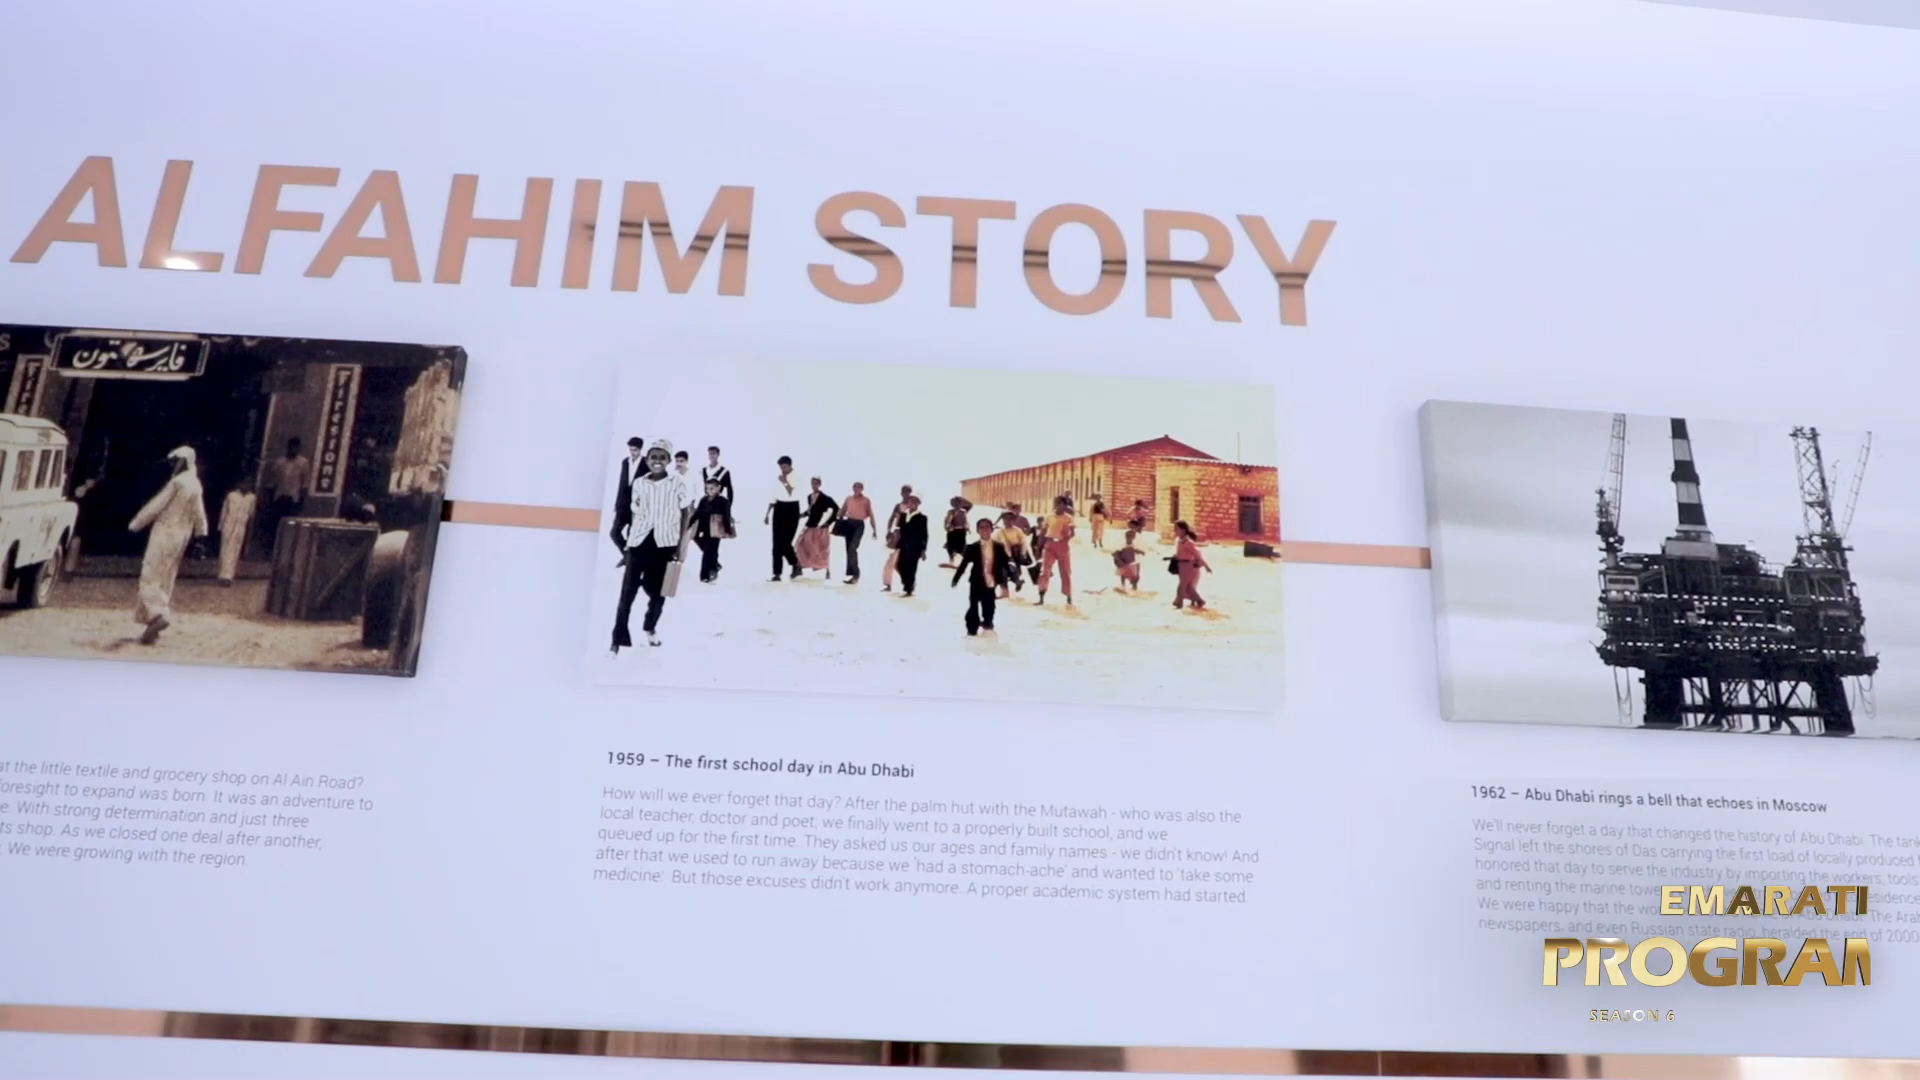 ALFAHIM STORY
فايرستون
Firestone
at the little textile and grocery shop on Al Ain Road?
foresight to expand was born. It was an adventure to
e. With strong determination and just three
ts shop. As we closed one deal after another,
We were growing with the region.
1959 – The first school day in Abu Dhabi
How will we ever forget that day? After the palm hut with the Mutawah - who was also the
local teacher, doctor and poet, we finally went to a properly built school, and we
queued up for the first time. They asked us our ages and family names - we didn't know! And
after that we used to run away because we 'had a stomach-ache' and wanted to 'take some
medicine'. But those excuses didn't work anymore. A proper academic system had started.
1962 – Abu Dhabi rings a bell that echoes in Moscow
We'll never forget a day that changed the history of Abu Dhabi. The tank
Signal left the shores of Das carrying the first load of locally produced
honored that day to serve the industry by importing the workers, tools,
and renting the marine
We were happy that the Abu Dhabi. The Arab
newspapers, and even Russian state radio, heralded the end of 2000
EMARATI
PROGRAM
SEASON 6